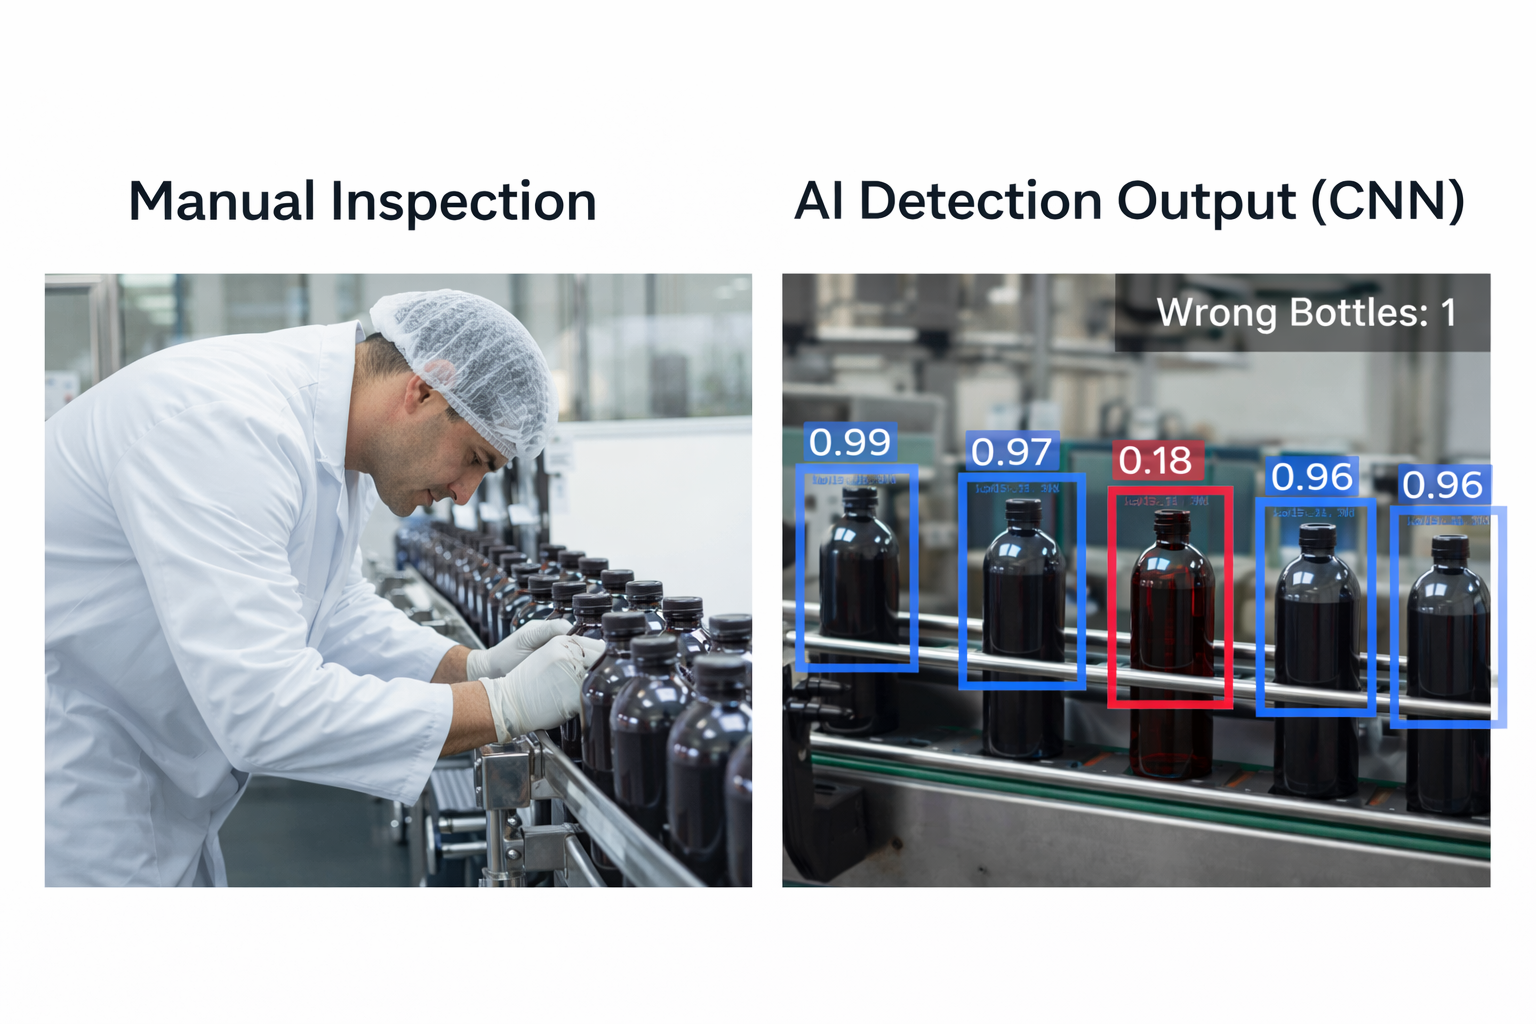 Manual Inspection
AI Detection Output (CNN)
Wrong Bottles: 1
0.99
0.97
0.18
0.96
0.96